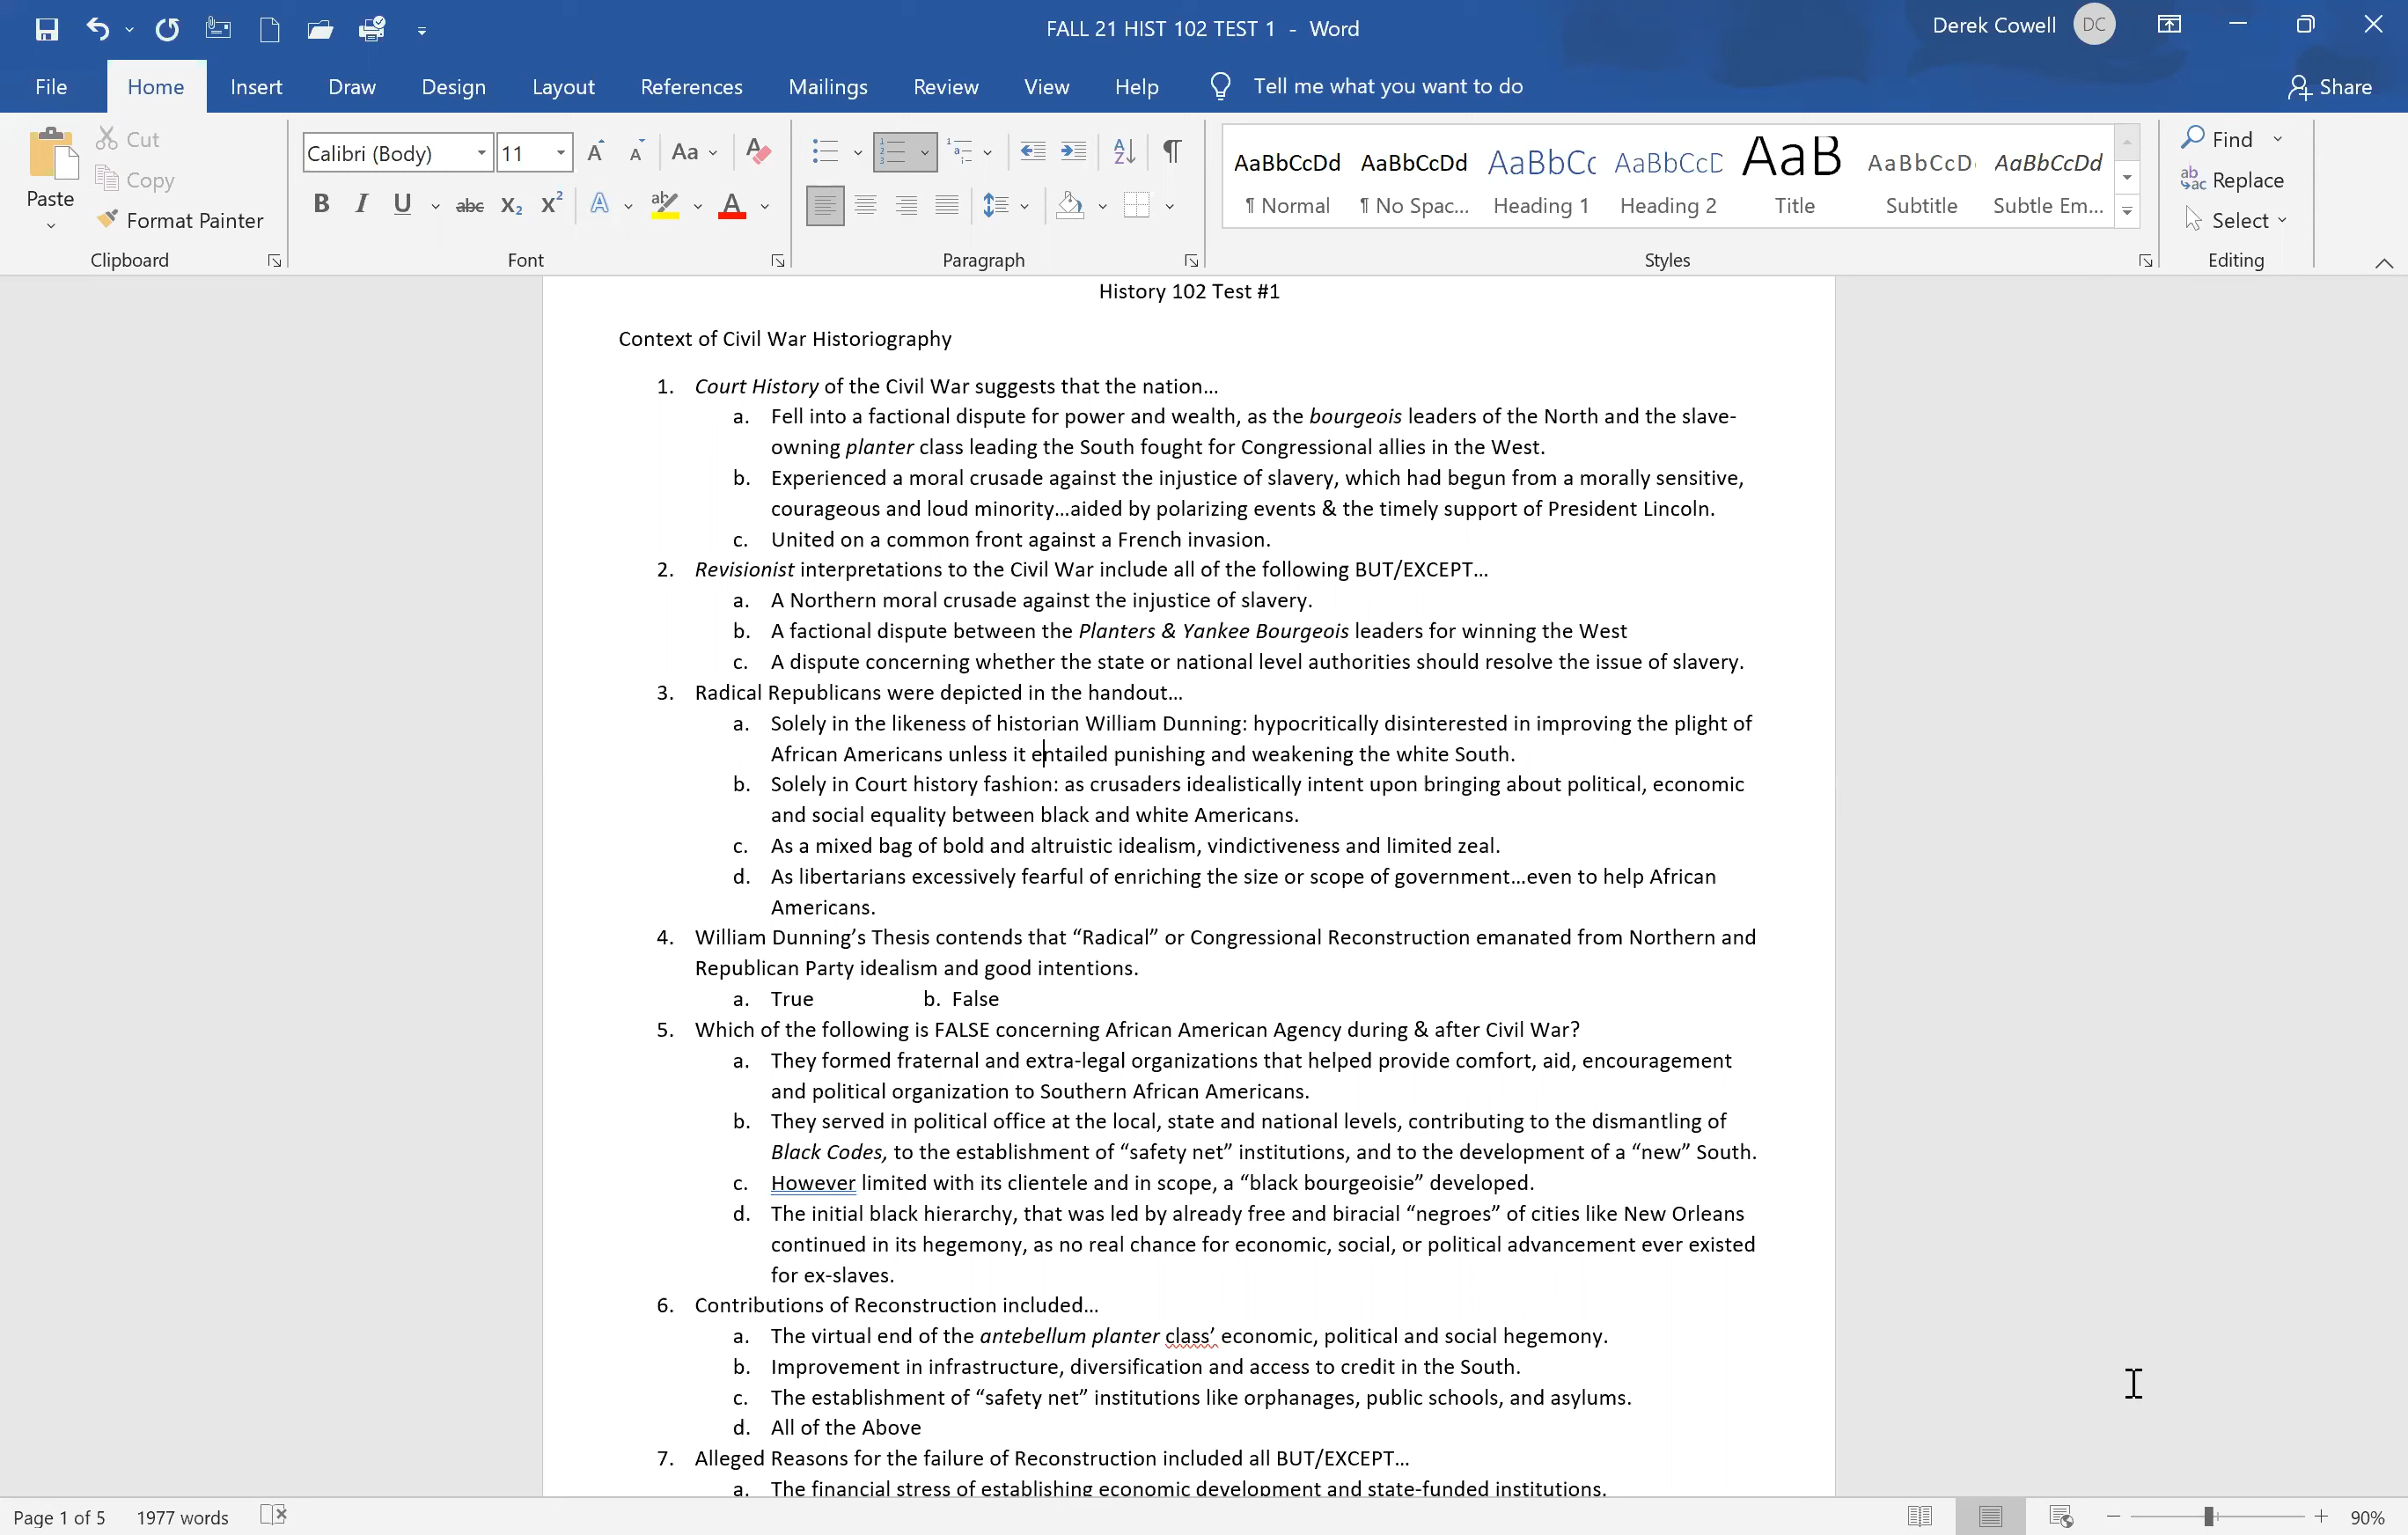 FALL 21 HIST 102 TEST 1 - Word
Derek Cowell DC
File Home Insert Draw Design Layout References Mailings Review View Help Tell me what you want to do Share
Paste
Cut
Copy
Format Painter
Clipboard
Calibri (Body) 11
Font
Paragraph
AaBbCcDd AaBbCcDd AaBbCc AaBbCcC AaB AaBbCcD AaBbCcDd
¶ Normal ¶ No Spac... Heading 1 Heading 2 Title Subtitle Subtle Em...
Styles
Find
Replace
Select
Editing
History 102 Test #1
Context of Civil War Historiography
1. Court History of the Civil War suggests that the nation…
a. Fell into a factional dispute for power and wealth, as the bourgeois leaders of the North and the slave-
owning planter class leading the South fought for Congressional allies in the West.
b. Experienced a moral crusade against the injustice of slavery, which had begun from a morally sensitive,
courageous and loud minority…aided by polarizing events & the timely support of President Lincoln.
c. United on a common front against a French invasion.
2. Revisionist interpretations to the Civil War include all of the following BUT/EXCEPT…
a. A Northern moral crusade against the injustice of slavery.
b. A factional dispute between the Planters & Yankee Bourgeois leaders for winning the West
c. A dispute concerning whether the state or national level authorities should resolve the issue of slavery.
3. Radical Republicans were depicted in the handout…
a. Solely in the likeness of historian William Dunning: hypocritically disinterested in improving the plight of
African Americans unless it entailed punishing and weakening the white South.
b. Solely in Court history fashion: as crusaders idealistically intent upon bringing about political, economic
and social equality between black and white Americans.
c. As a mixed bag of bold and altruistic idealism, vindictiveness and limited zeal.
d. As libertarians excessively fearful of enriching the size or scope of government…even to help African
Americans.
4. William Dunning’s Thesis contends that “Radical” or Congressional Reconstruction emanated from Northern and
Republican Party idealism and good intentions.
a. True b. False
5. Which of the following is FALSE concerning African American Agency during & after Civil War?
a. They formed fraternal and extra-legal organizations that helped provide comfort, aid, encouragement
and political organization to Southern African Americans.
b. They served in political office at the local, state and national levels, contributing to the dismantling of
Black Codes, to the establishment of “safety net” institutions, and to the development of a “new” South.
c. However limited with its clientele and in scope, a “black bourgeoisie” developed.
d. The initial black hierarchy, that was led by already free and biracial “negroes” of cities like New Orleans
continued in its hegemony, as no real chance for economic, social, or political advancement ever existed
for ex-slaves.
6. Contributions of Reconstruction included…
a. The virtual end of the antebellum planter class’ economic, political and social hegemony.
b. Improvement in infrastructure, diversification and access to credit in the South.
c. The establishment of “safety net” institutions like orphanages, public schools, and asylums.
d. All of the Above
7. Alleged Reasons for the failure of Reconstruction included all BUT/EXCEPT…
a. The financial stress of establishing economic development and state-funded institutions.
Page 1 of 5 1977 words 90%